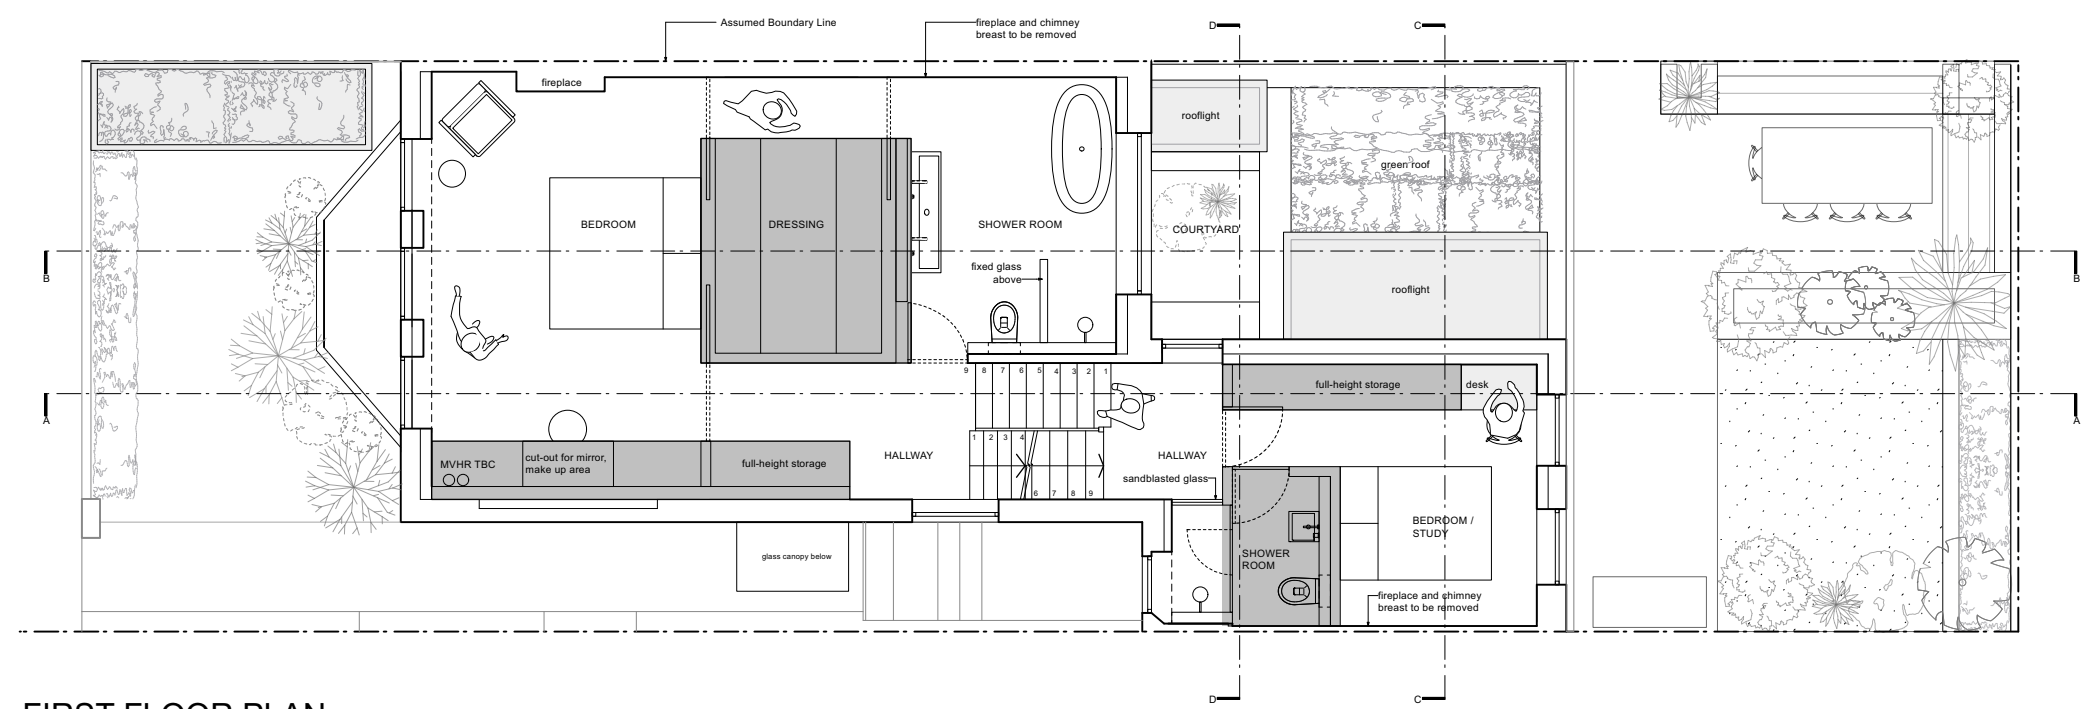 Assumed Boundary Line
fireplace and chimney
breast to be removed
D
C
fireplace
rooflight
green roof
BEDROOM
DRESSING
SHOWER ROOM
COURTYARD
fixed glass
above
rooflight
B
B
9 8 7 6 5 4 3 2 1
full-height storage
desk
A
A
1 2 3 4
HALLWAY
HALLWAY
cut-out for mirror,
make up area
MVHR TBC
full-height storage
sandblasted glass
6 7 8 9
BEDROOM /
STUDY
glass canopy below
SHOWER
ROOM
fireplace and chimney
breast to be removed
D
C
FIRST FLOOR PLAN